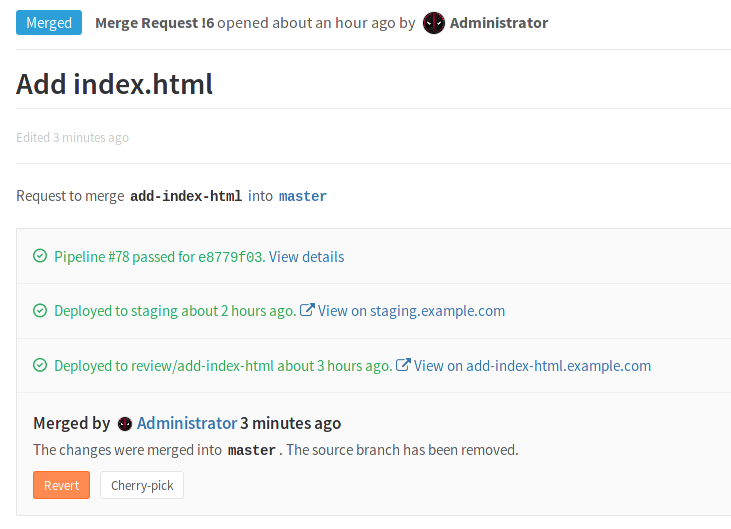 Merged Merge Request !6 opened about an hour ago by Administrator
Add index.html
Edited 3 minutes ago
Request to merge add-index-html into master
Pipeline #78 passed for e8779f03. View details
Deployed to staging about 2 hours ago. View on staging.example.com
Deployed to review/add-index-html about 3 hours ago. View on add-index-html.example.com
Merged by Administrator 3 minutes ago
The changes were merged into master. The source branch has been removed.
Revert Cherry-pick